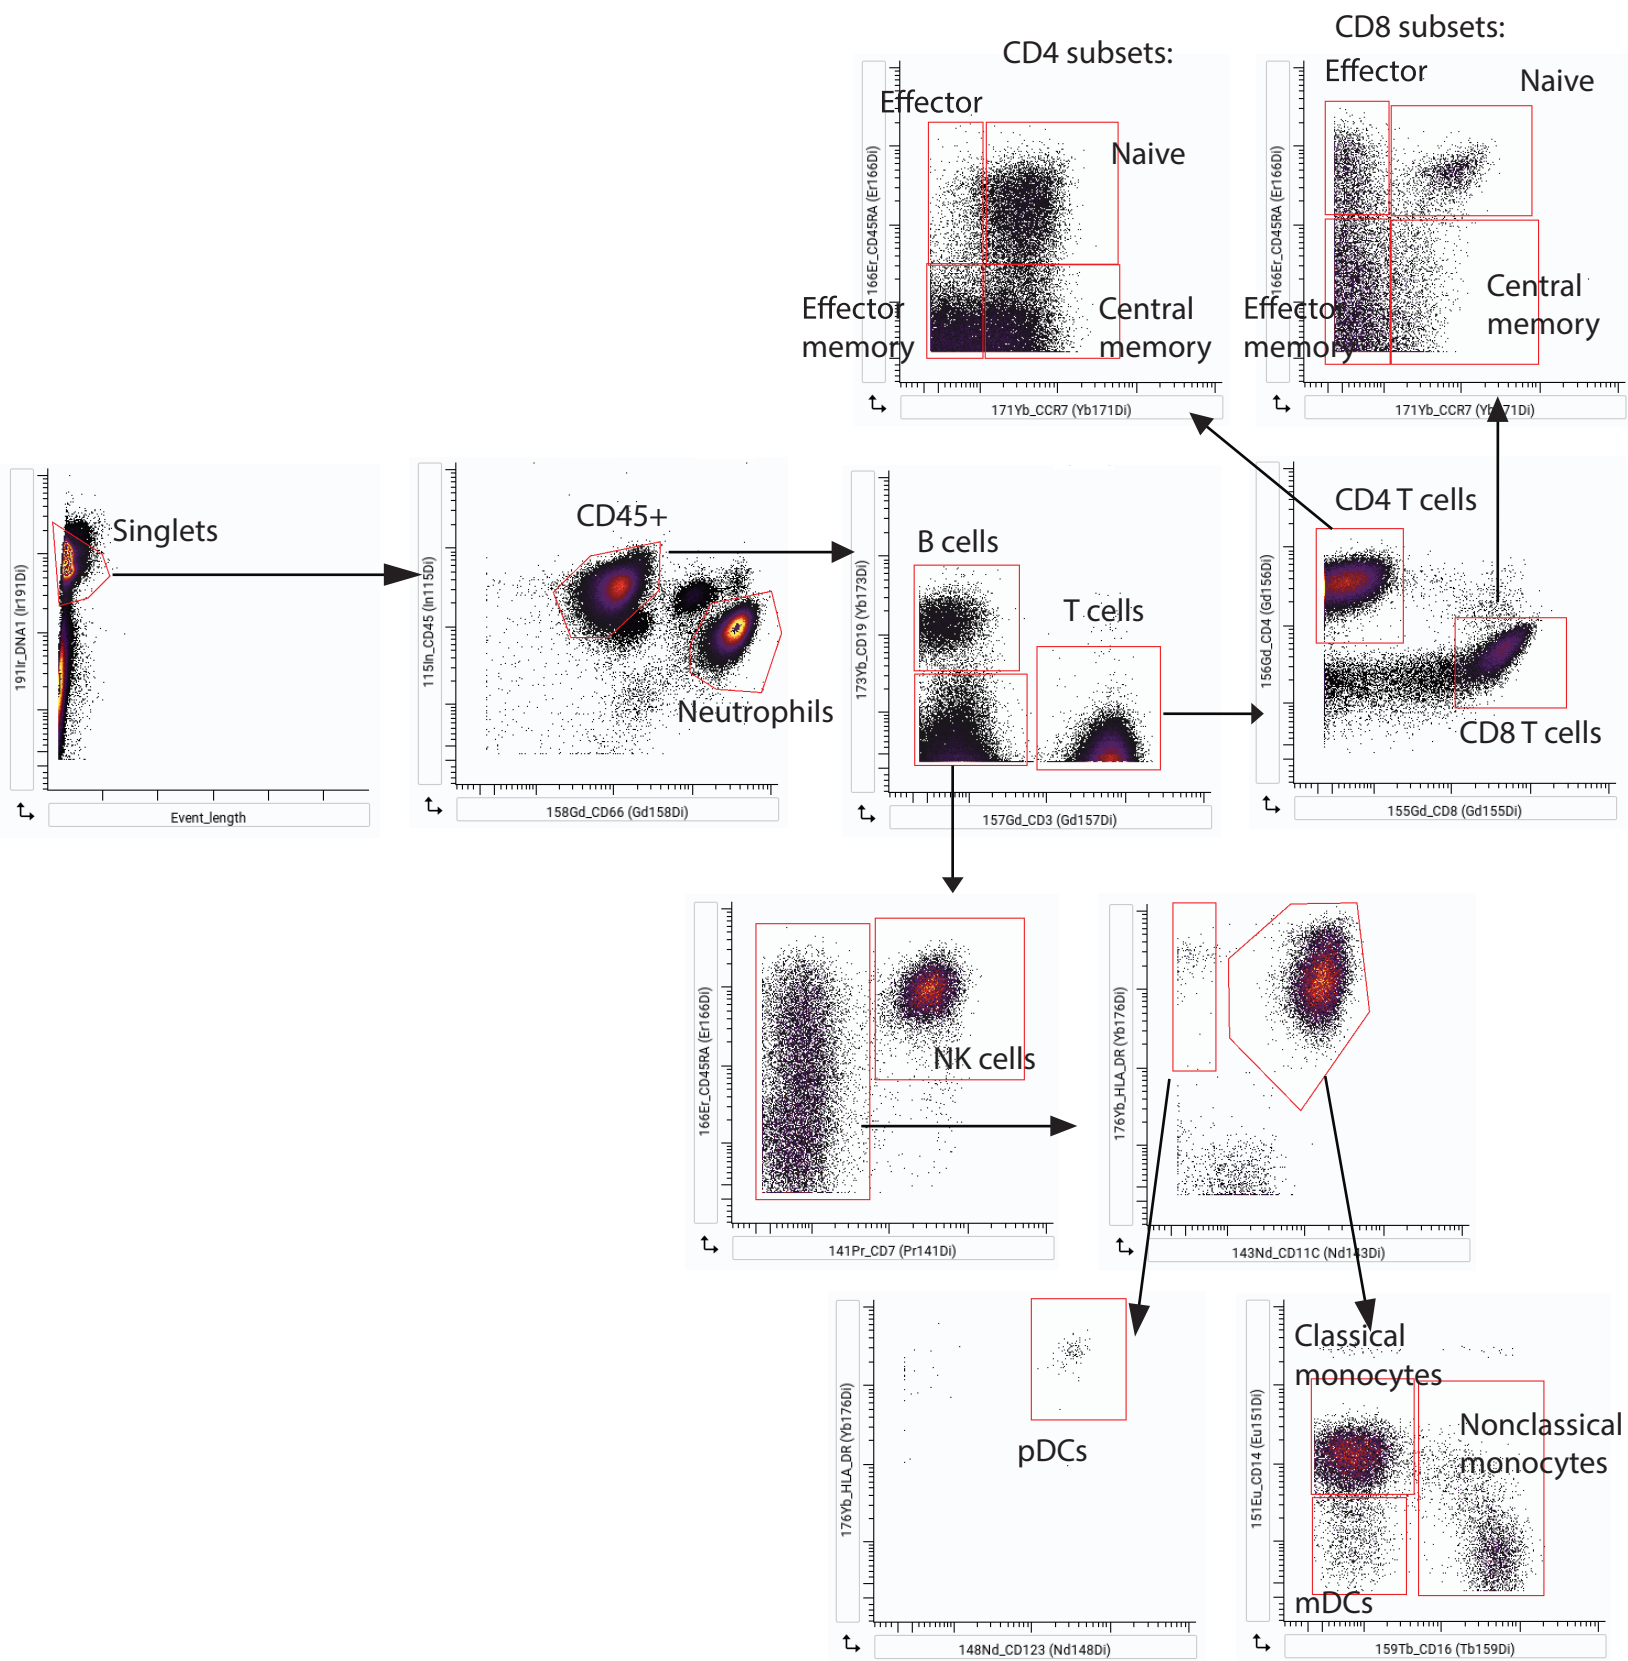 CD4 subsets:
CD8 subsets:
Effector
Naive
Effector
memory
Central
memory
166Er_CD45RA (Er166Di)
171Yb_CCR7 (Yb171Di)
Effector
Naive
Effector
memory
Central
memory
166Er_CD45RA (Er166Di)
171Yb_CCR7 (Yb171Di)
Singlets
191Ir_DNA1 (Ir191Di)
Event_length
CD45+
Neutrophils
115In_CD45 (In115Di)
158Gd_CD66 (Gd158Di)
B cells
T cells
173Yb_CD19 (Yb173Di)
157Gd_CD3 (Gd157Di)
CD4 T cells
CD8 T cells
156Gd_CD4 (Gd156Di)
155Gd_CD8 (Gd155Di)
NK cells
166Er_CD45RA (Er166Di)
141Pr_CD7 (Pr141Di)
176Yb_HLA_DR (Yb176Di)
143Nd_CD11C (Nd143Di)
pDCs
176Yb_HLA_DR (Yb176Di)
148Nd_CD123 (Nd148Di)
Classical
monocytes
Nonclassical
monocytes
mDCs
151Eu_CD14 (Eu151Di)
159Tb_CD16 (Tb159Di)